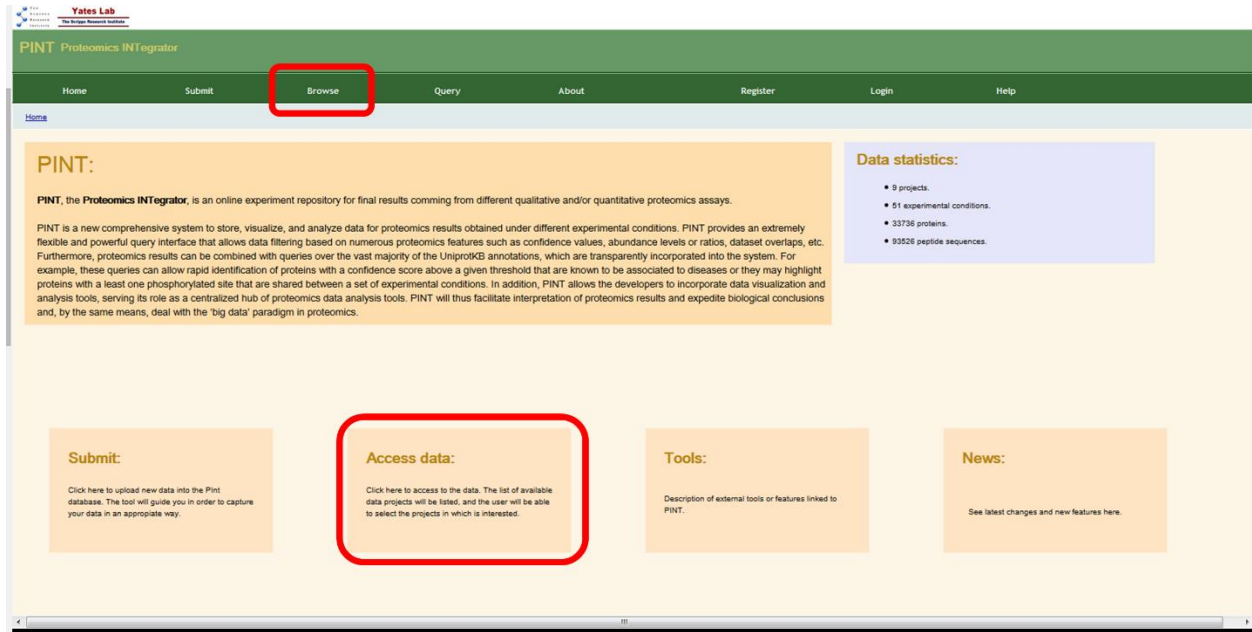 THE
SCRIPPS
RESEARCH
INSTITUTE
Yates Lab
The Scripps Research Institute
PINT Proteomics INTegrator
Home Submit Browse Query About Register Login Help
Home
PINT:
PINT, the Proteomics INTegrator, is an online experiment repository for final results comming from different qualitative and/or quantitative proteomics assays.
PINT is a new comprehensive system to store, visualize, and analyze data for proteomics results obtained under different experimental conditions. PINT provides an extremely
flexible and powerful query interface that allows data filtering based on numerous proteomics features such as confidence values, abundance levels or ratios, dataset overlaps, etc.
Furthermore, proteomics results can be combined with queries over the vast majority of the UniprotKB annotations, which are transparently incorporated into the system. For
example, these queries can allow rapid identification of proteins with a confidence score above a given threshold that are known to be associated to diseases or they may highlight
proteins with a least one phosphorylated site that are shared between a set of experimental conditions. In addition, PINT allows the developers to incorporate data visualization and
analysis tools, serving its role as a centralized hub of proteomics data analysis tools. PINT will thus facilitate interpretation of proteomics results and expedite biological conclusions
and, by the same means, deal with the 'big data' paradigm in proteomics.
Data statistics:
• 9 projects.
• 51 experimental conditions.
• 33736 proteins.
• 93526 peptide sequences.
Submit:
Click here to upload new data into the PInt
database. The tool will guide you in order to capture
your data in an appropiate way.
Access data:
Click here to access to the data. The list of available
data projects will be listed, and the user will be able
to select the projects in which is interested.
Tools:
Description of external tools or features linked to
PINT.
News:
See latest changes and new features here.